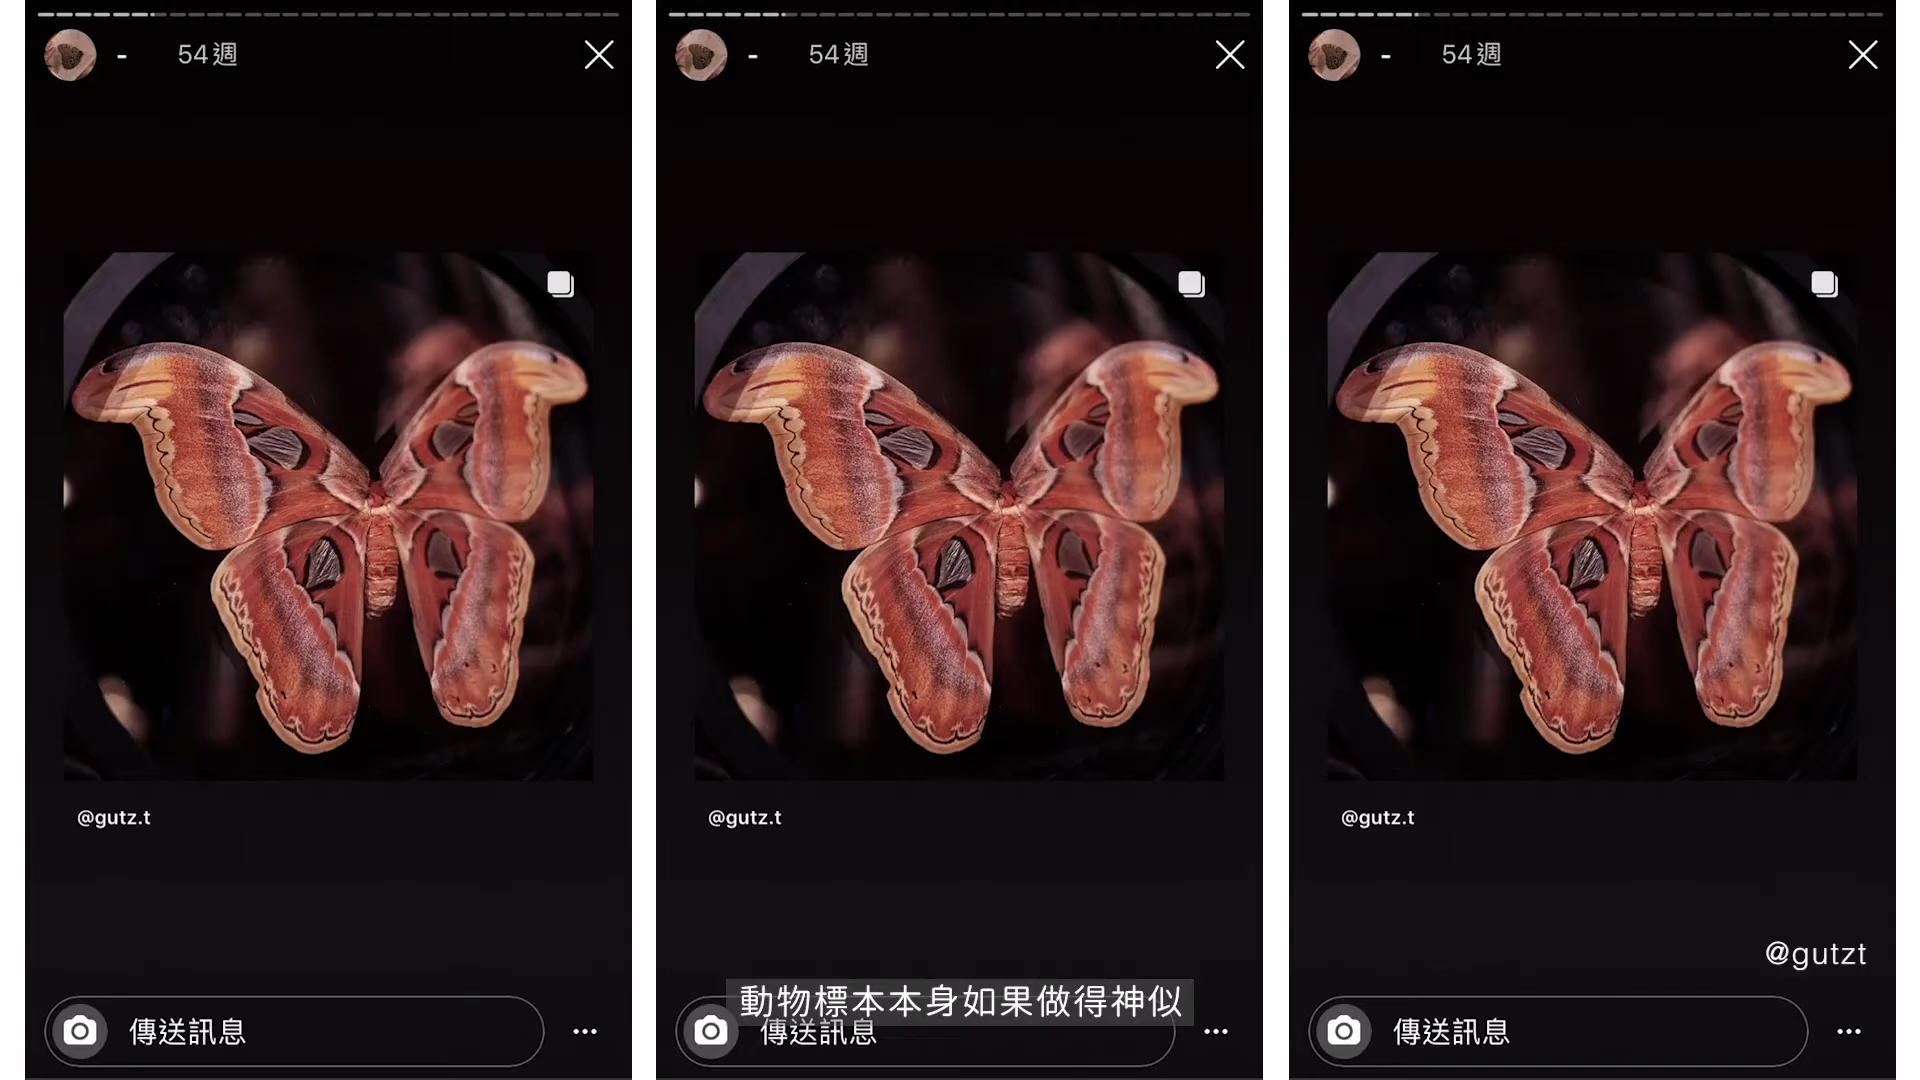 - 54週
- 54週
- 54週
@gutz.t
@gutz.t
@gutz.t
@gutzt
動物標本本身如果做得神似
傳送訊息
傳送訊息
傳送訊息